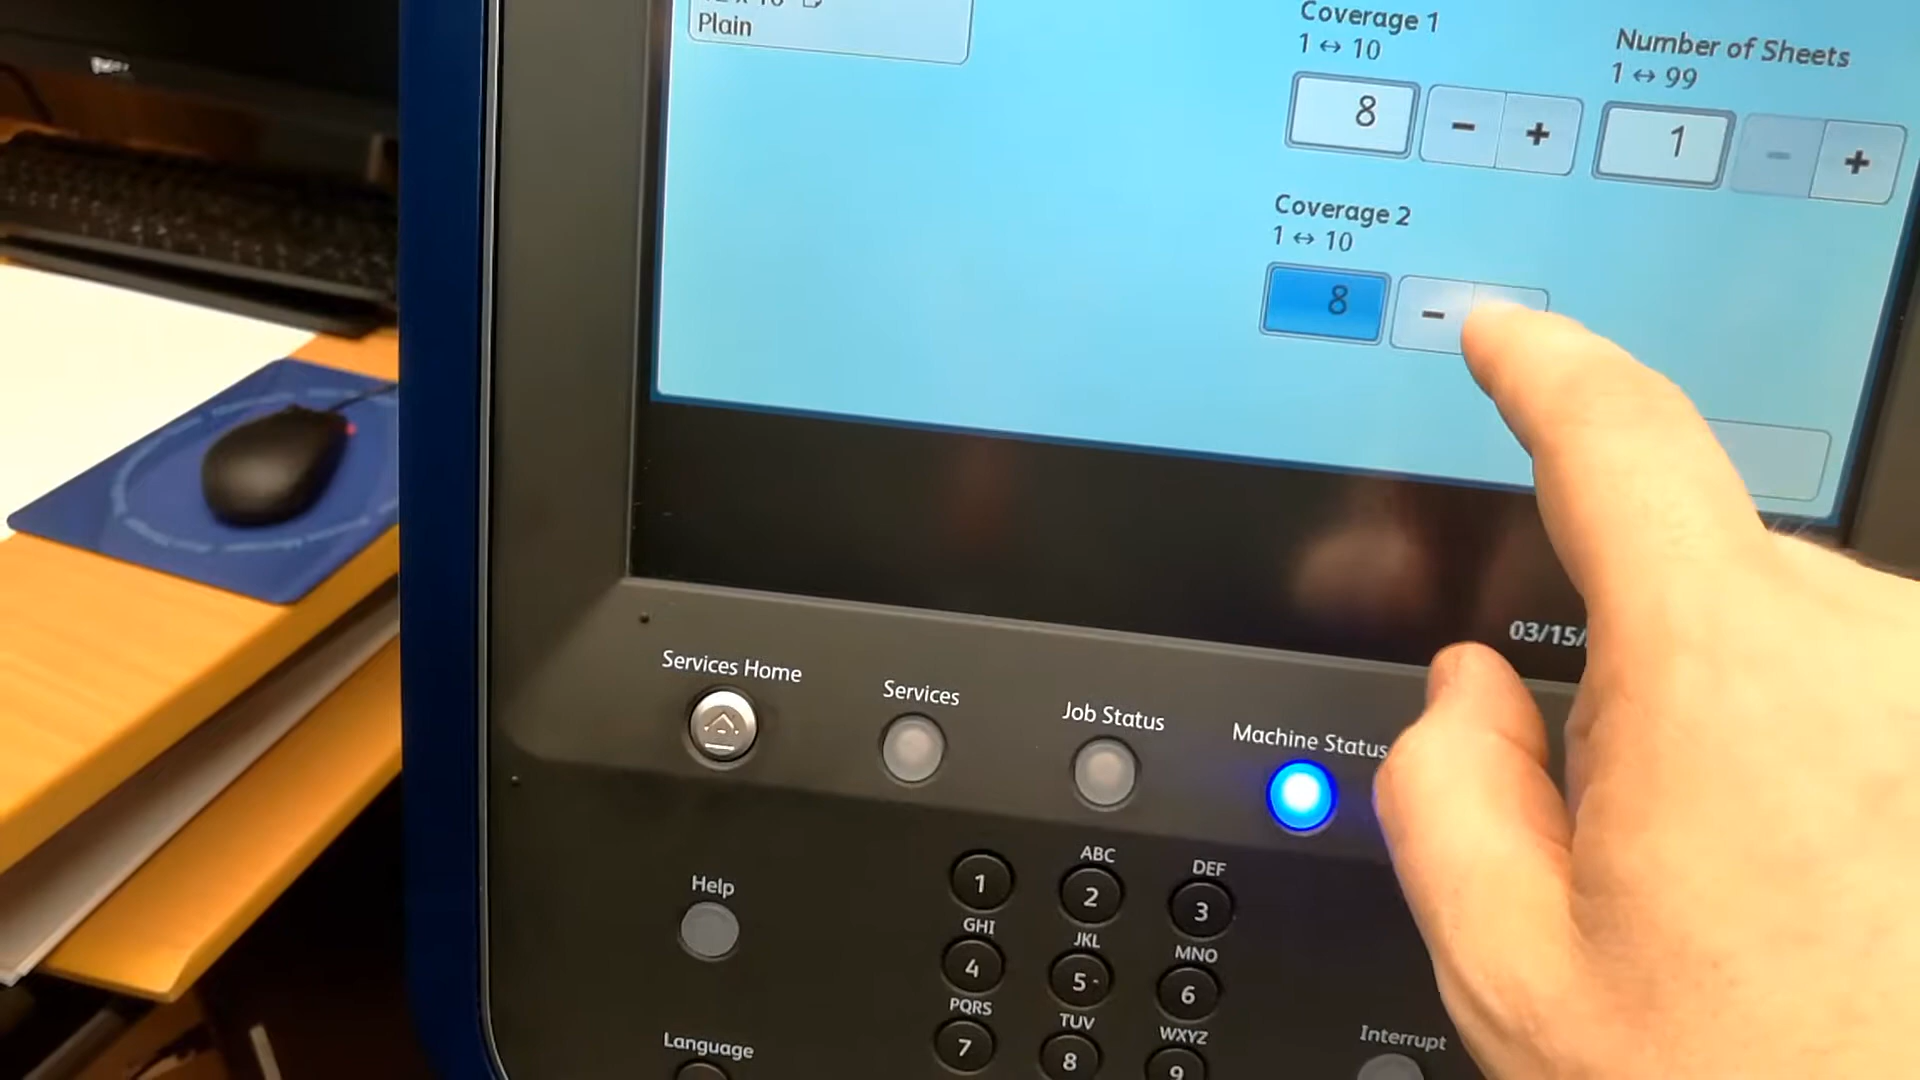 Plain
Coverage 1
1 ↔ 10
8
- +
Number of Sheets
1 ↔ 99
1
- +
Coverage 2
1 ↔ 10
8
-
03/15/
Services Home
Services
Job Status
Machine Status
Help
Language
Interrupt
1
ABC
2
DEF
3
GHI
4
JKL
5
MNO
6
PQRS
7
TUV
8
WXYZ
9